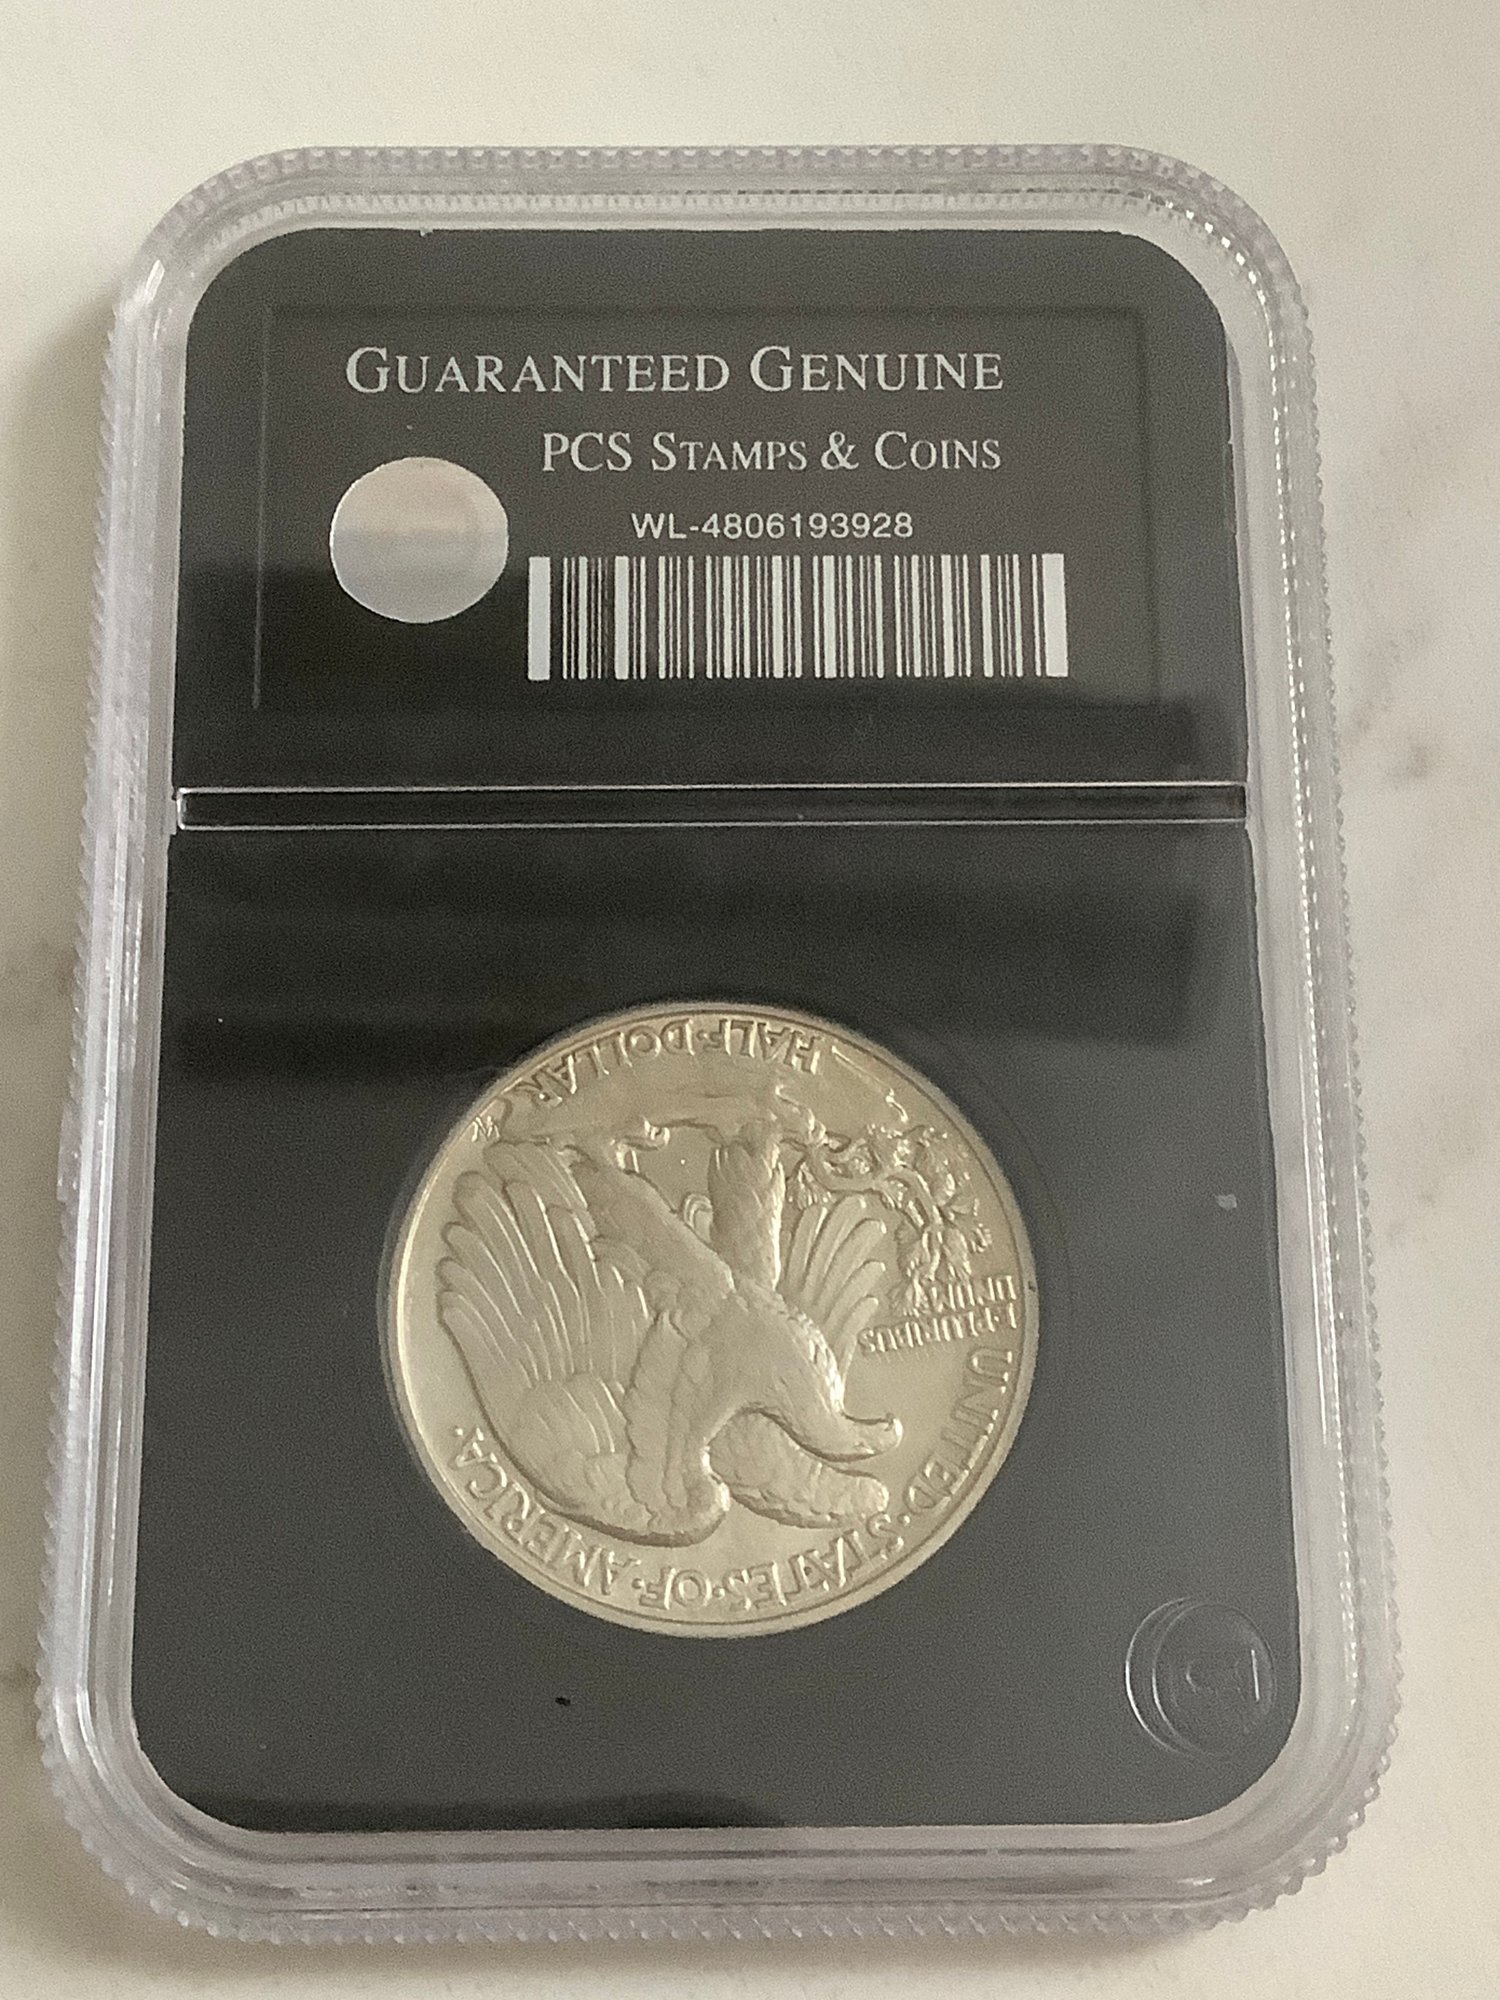 GUARANTEED GENUINE
PCS STAMPS & COINS
WL-4806193928
HALF·DOLLAR
E·PLURIBUS
UNUM
UNITED·STATES·OF·AMERICA.